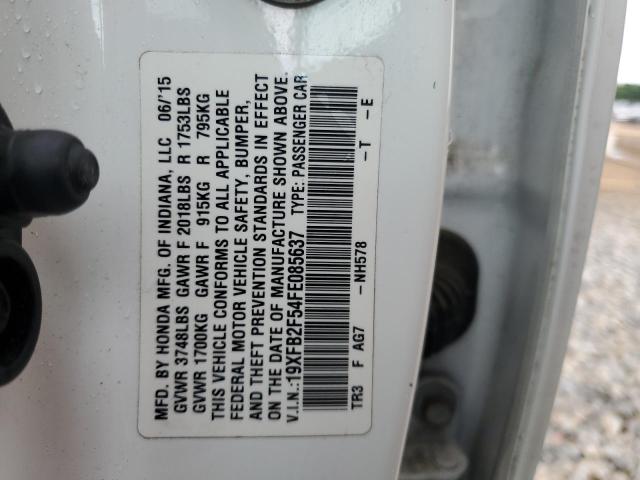 MFD. BY HONDA MFG. OF INDIANA, LLC 06/'15
GVWR 3748LBS GAWR F 2018LBS R 1753LBS
GVWR 1700KG GAWR F 915KG R 795KG
THIS VEHICLE CONFORMS TO ALL APPLICABLE
FEDERAL MOTOR VEHICLE SAFETY, BUMPER,
AND THEFT PREVENTION STANDARDS IN EFFECT
ON THE DATE OF MANUFACTURE SHOWN ABOVE.
V.I.N.:19XFB2F54FE085637 TYPE: PASSENGER CAR
TR3 F AG7 -NH578 -T -E